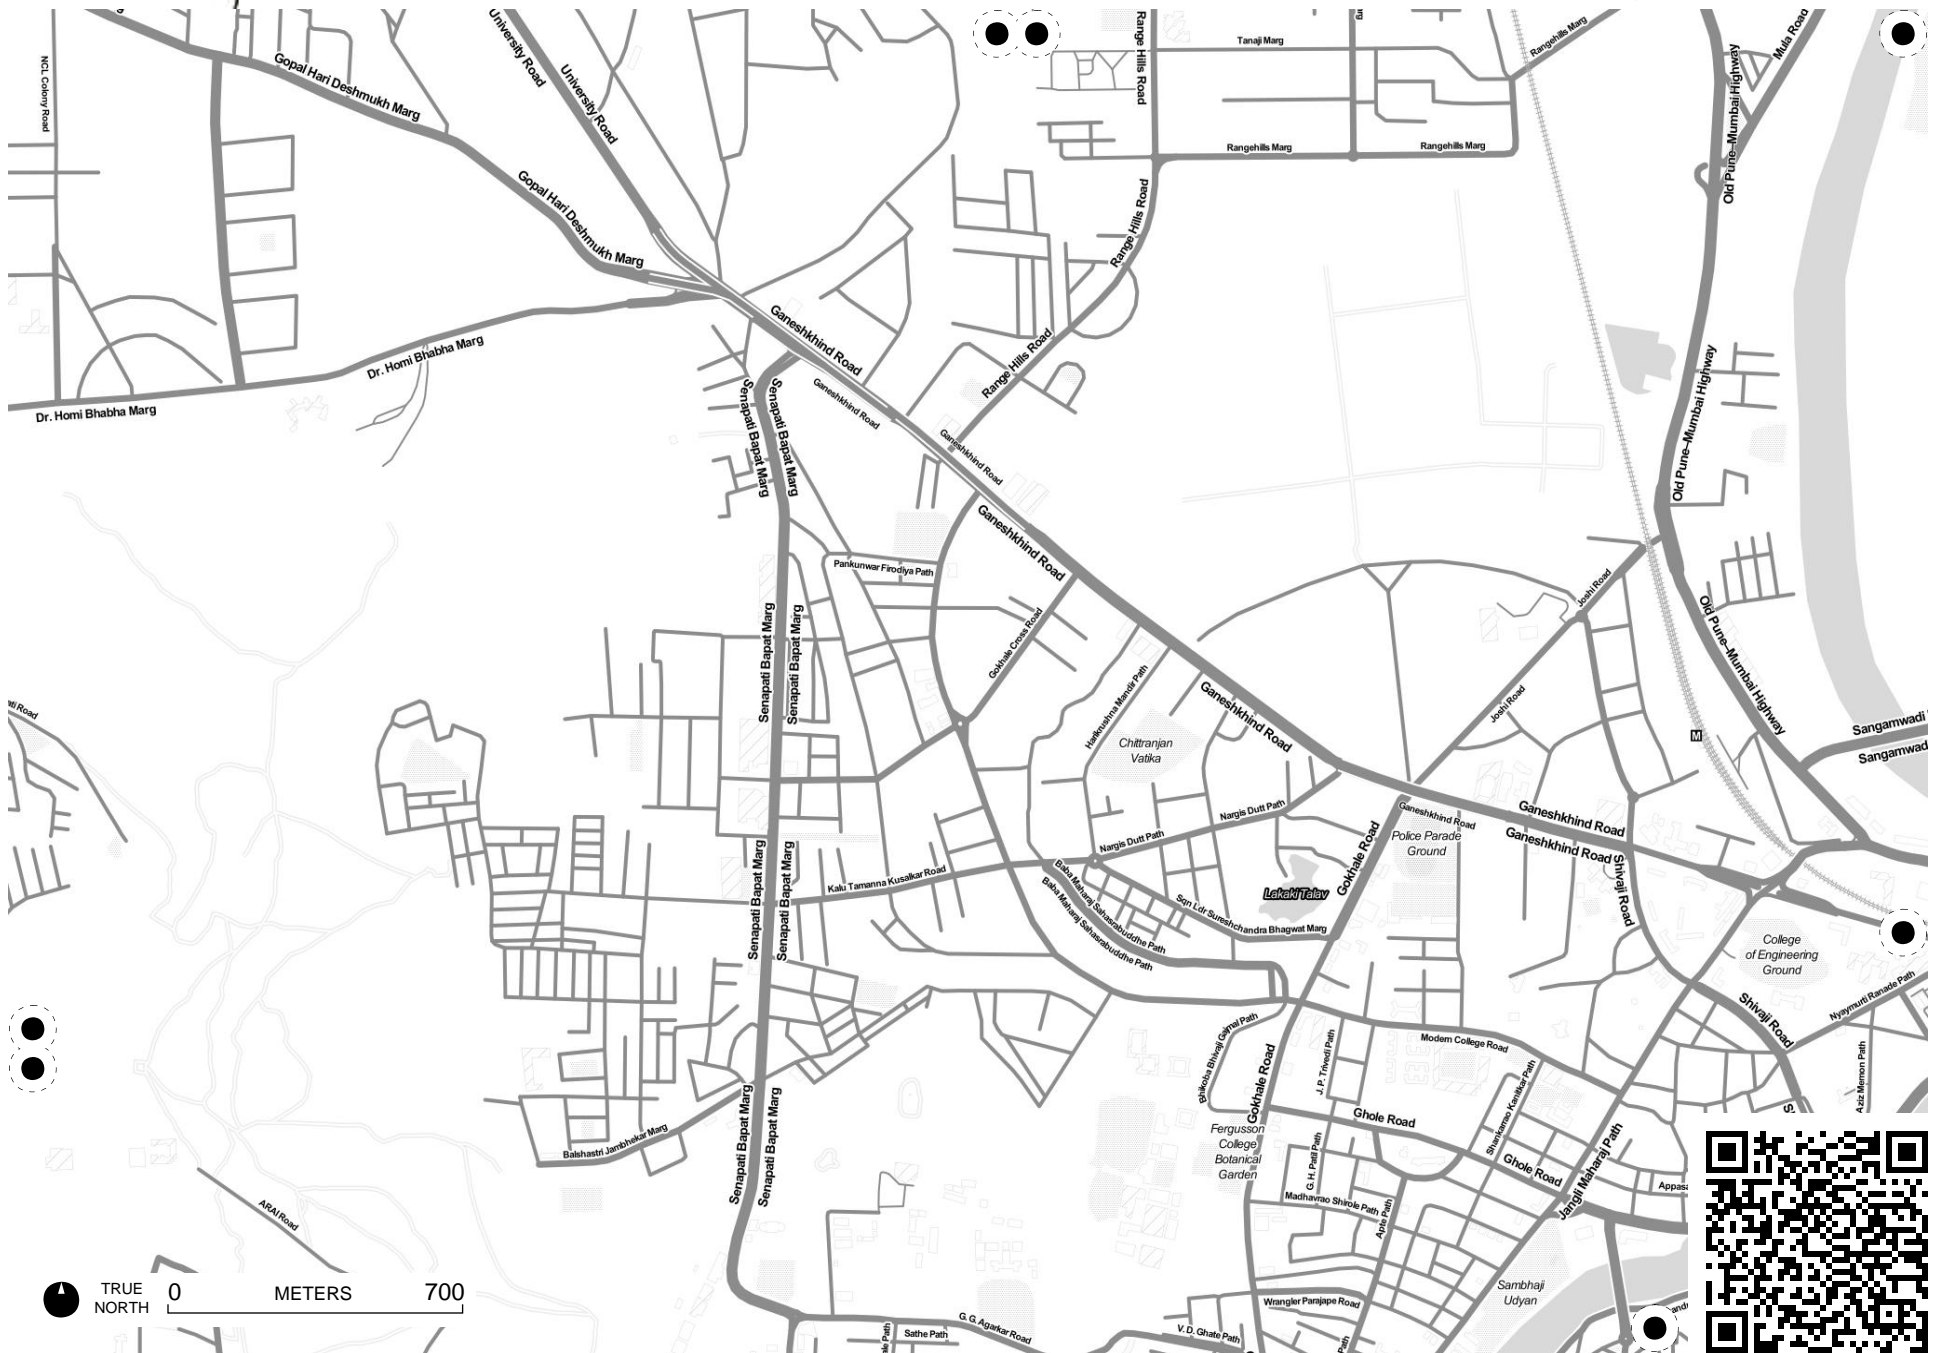 NCL Colony Road
Gopal Hari Deshmukh Marg
University Road
University Road
Range Hills Road
Tanaji Marg
Rangehills Marg
Old Pune–Mumbai Highway
Mula Road
Rangehills Marg
Rangehills Marg
Gopal Hari Deshmukh Marg
Range Hills Road
Ganeshkhind Road
Dr. Homi Bhabha Marg
Range Hills Road
Dr. Homi Bhabha Marg
Senapati Bapat Marg
Senapati Bapat Marg
Ganeshkhind Road
Ganeshkhind Road
Old Pune–Mumbai Highway
Ganeshkhind Road
Pankunwar Firodiya Path
Joshi Road
Gokhale Cross Road
Senapati Bapat Marg
Senapati Bapat Marg
Old Pune–Mumbai Highway
Harikrushna Mandir Path
Ganeshkhind Road
Joshi Road
ati Road
Chittranjan
Vatika
M
Sangamwadi
Sangamwad
Nargis Dutt Path
Nargis Dutt Path
Ganeshkhind Road
Ganeshkhind Road
Ganeshkhind Road
Police Parade
Ground
Gokhale Road
Shivaji Road
Senapati Bapat Marg
Senapati Bapat Marg
Kalu Tamanna Kusalkar Road
Baba Maharaj Sahasrabuddhe Path
Baba Maharaj Sahasrabuddhe Path
Sqn Ldr Sureshchandra Bhagwat Marg
Lakaki Talav
College
of Engineering
Ground
Nyaymurti Ranade Path
Shivaji Road
Bhikoba Bhivaji Gajmal Path
Gokhale Road
J. P. Trivedi Path
Modern College Road
Shankarrao Kanitkar Path
Aziz Memon Path
Senapati Bapat Marg
Senapati Bapat Marg
Balshastri Jambhekar Marg
Ghole Road
Fergusson
College
Botanical
Garden
G. H. Patil Path
Ghole Road
Jangli Maharaj Path
Appasa
Madhavrao Shirole Path
Apte Path
ARAI Road
Sambhaji
Udyan
Wrangler Parajape Road
TRUE
NORTH
0 METERS 700
Sathe Path
G. G. Agarkar Road
V. D. Ghate Path
Path